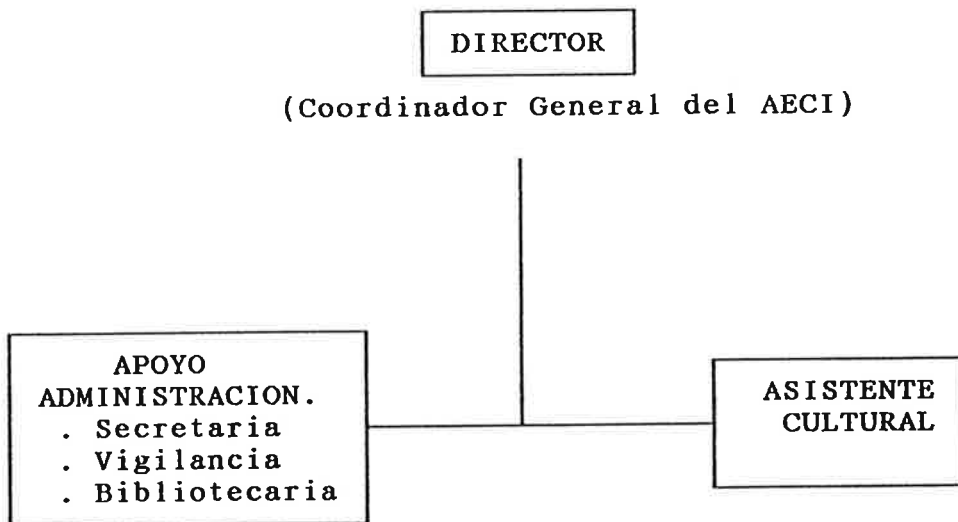 DIRECTOR
(Coordinador General del AECI)
APOYO
ADMINISTRACION.
. Secretaria
. Vigilancia
. Bibliotecaria
ASISTENTE
CULTURAL